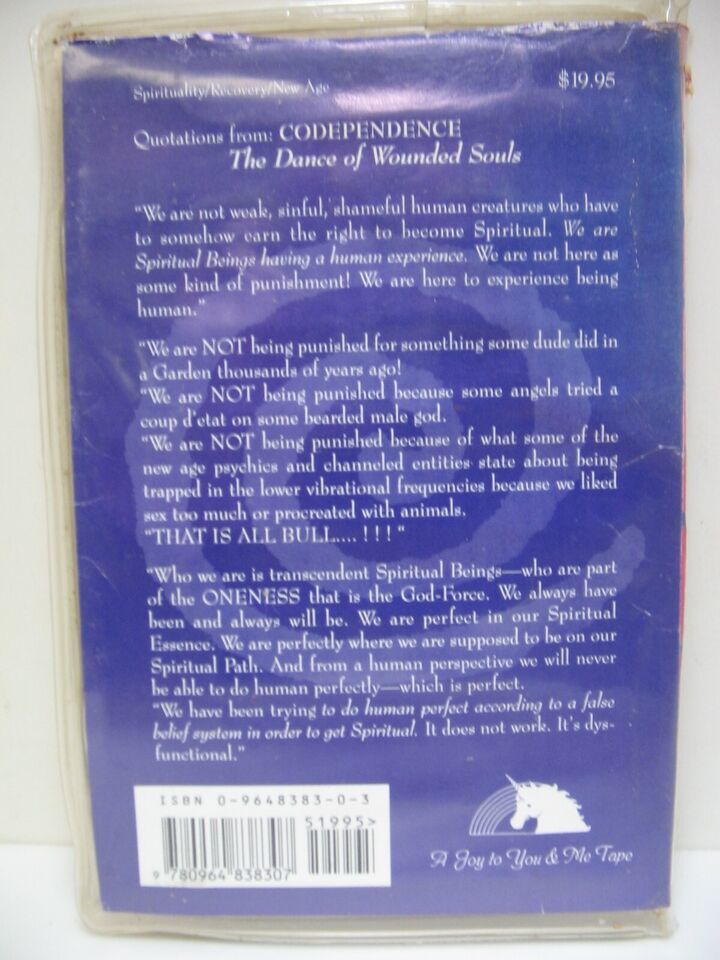 Spirituality/Recovery/New Age
$19.95
Quotations from: CODEPENDENCE
The Dance of Wounded Souls
"We are not weak, sinful, shameful human creatures who have
to somehow earn the right to become Spiritual. We are
Spiritual Beings having a human experience. We are not here as
some kind of punishment! We are here to experience being
human."
"We are NOT being punished for something some dude did in
a Garden thousands of years ago!
"We are NOT being punished because some angels tried a
coup d'etat on some bearded male god.
"We are NOT being punished because of what some of the
new age psychics and channeled entities state about being
trapped in the lower vibrational frequencies because we liked
sex too much or procreated with animals.
"THAT IS ALL BULL.... ! ! ! "
"Who we are is transcendent Spiritual Beings—who are part
of the ONENESS that is the God-Force. We always have
been and always will be. We are perfect in our Spiritual
Essence. We are perfectly where we are supposed to be on our
Spiritual Path. And from a human perspective we will never
be able to do human perfectly—which is perfect.
"We have been trying to do human perfect according to a false
belief system in order to get Spiritual. It does not work. It's dys-
functional."
ISBN 0-9648383-0-3
51995>
9 780964 838307
A Joy to You & Me Tape